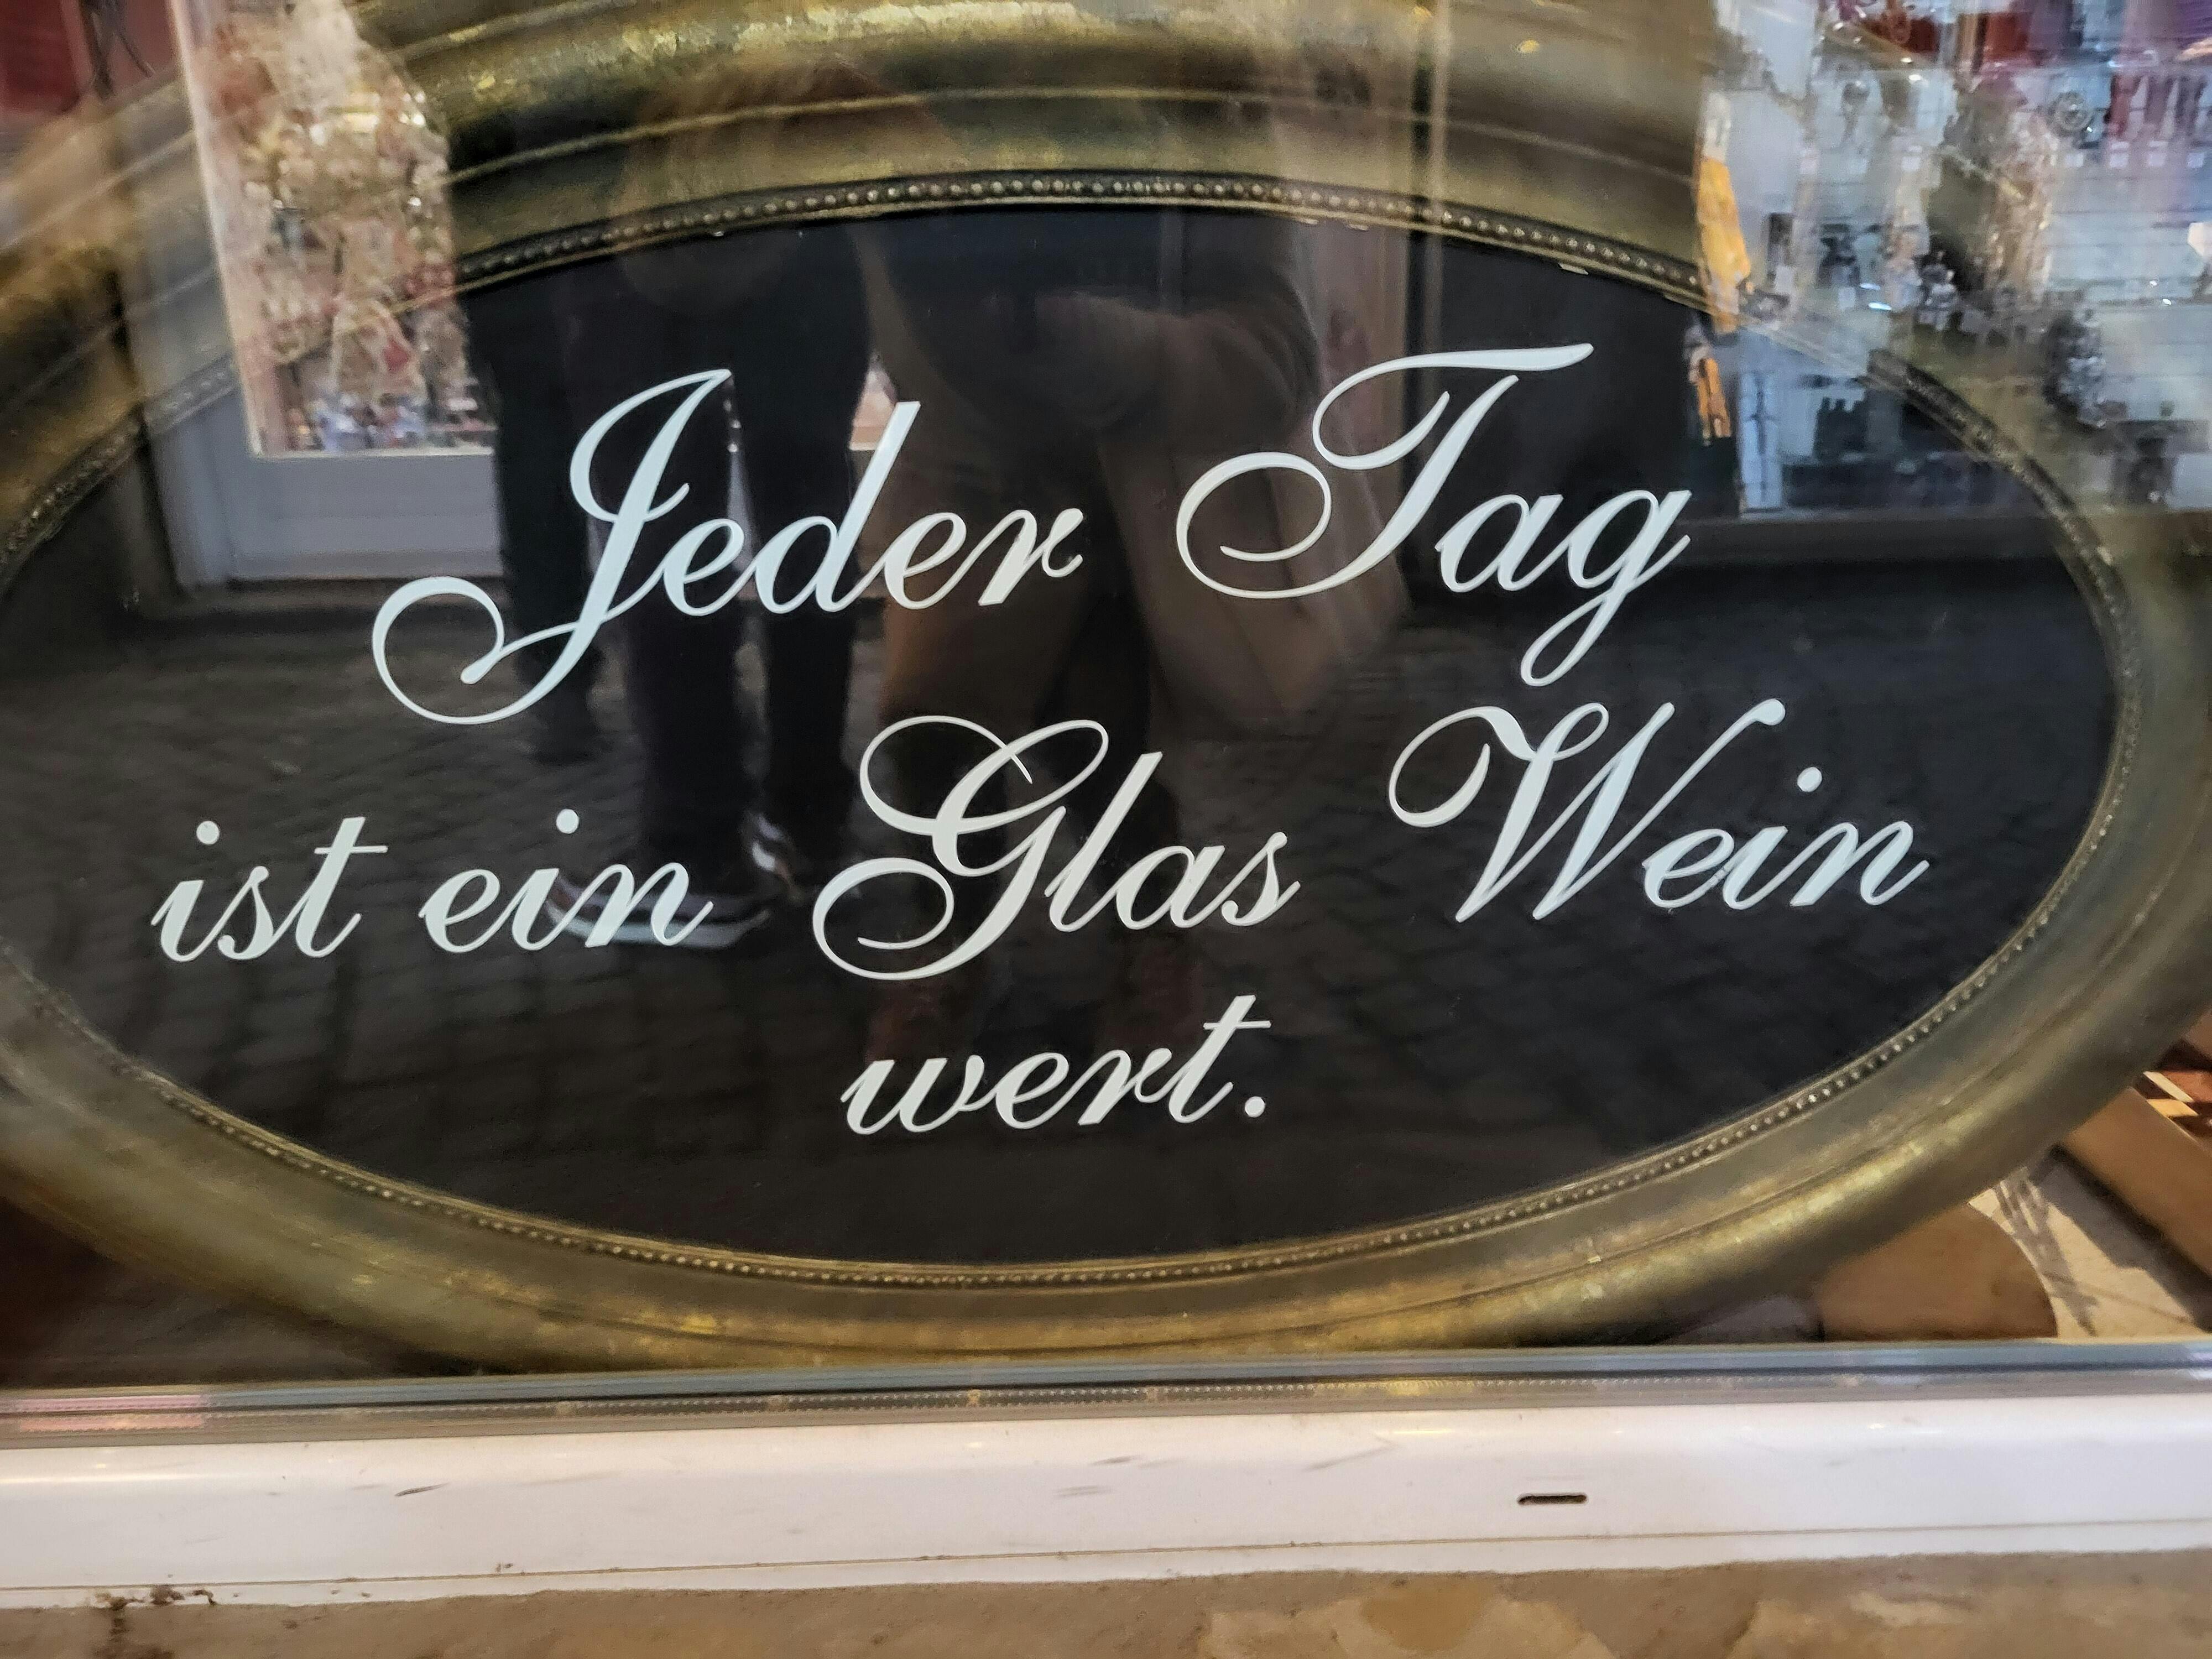 Jeder Tag
ist ein Glas Wein
wert.